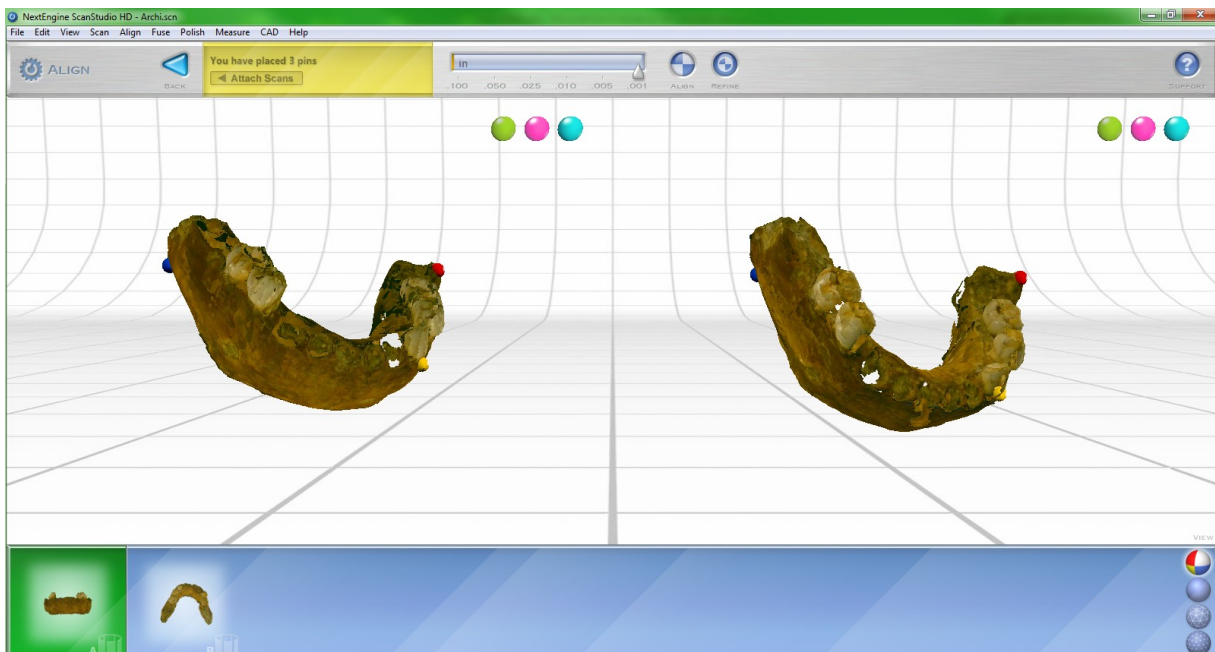 NextEngine ScanStudio HD - Archi.scn
File Edit View Scan Align Fuse Polish Measure CAD Help
ALIGN
BACK
You have placed 3 pins
Attach Scans
in
.100 .050 .025 .010 .005 .001
ALIGN REFINE
SUPPORT
VIEW
A B